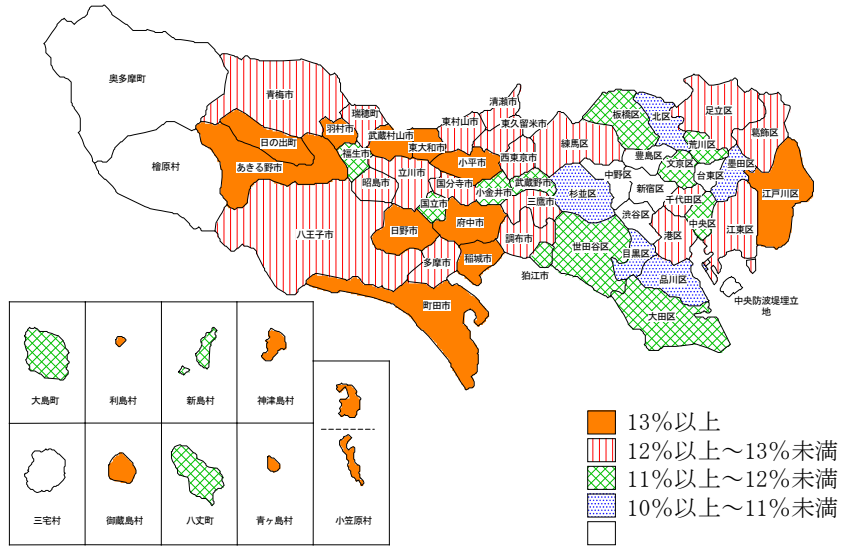 奥多摩町
青梅市
瑞穂町
清瀬市
東村山市
東久留米市
板橋区
北区
足立区
葛飾区
羽村市
武蔵村山市
東大和市
日の出町
福生市
小平市
西東京市
練馬区
豊島区
荒川区
文京区
台東区
墨田区
檜原村
あきる野市
昭島市
立川市
国分寺市
小金井市
武蔵野市
杉並区
中野区
新宿区
千代田区
江戸川区
国立市
三鷹市
渋谷区
中央区
八王子市
日野市
府中市
調布市
世田谷区
目黒区
港区
江東区
多摩市
稲城市
狛江市
品川区
町田市
大田区
中央防波堤埋立
地
大島町
利島村
新島村
神津島村
三宅村
御蔵島村
八丈町
青ヶ島村
小笠原村
13%以上
12%以上～13%未満
11%以上～12%未満
10%以上～11%未満